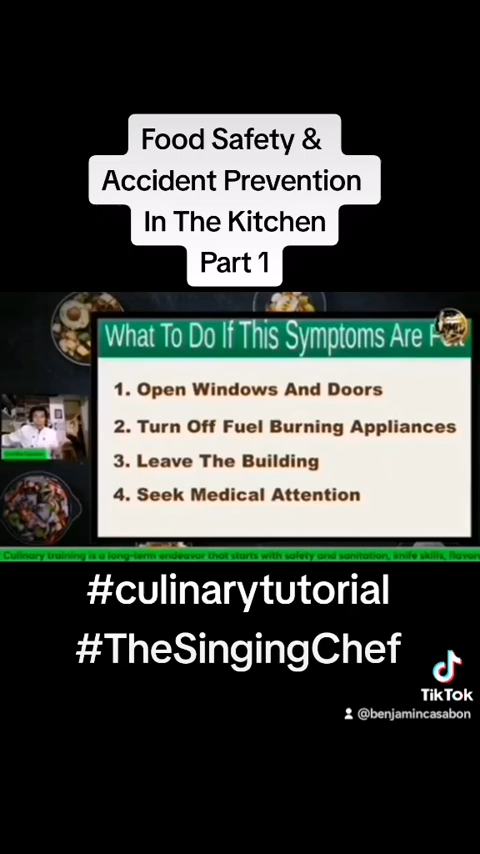 Food Safety &
Accident Prevention
In The Kitchen
Part 1
What To Do If This Symptoms Are
1. Open Windows And Doors
2. Turn Off Fuel Burning Appliances
3. Leave The Building
4. Seek Medical Attention
Culinary training is a long-term endeavor that starts with safety and sanitation, knife skills, flavor
#culinarytutorial
#TheSingingChef
TikTok
@benjamincasabon